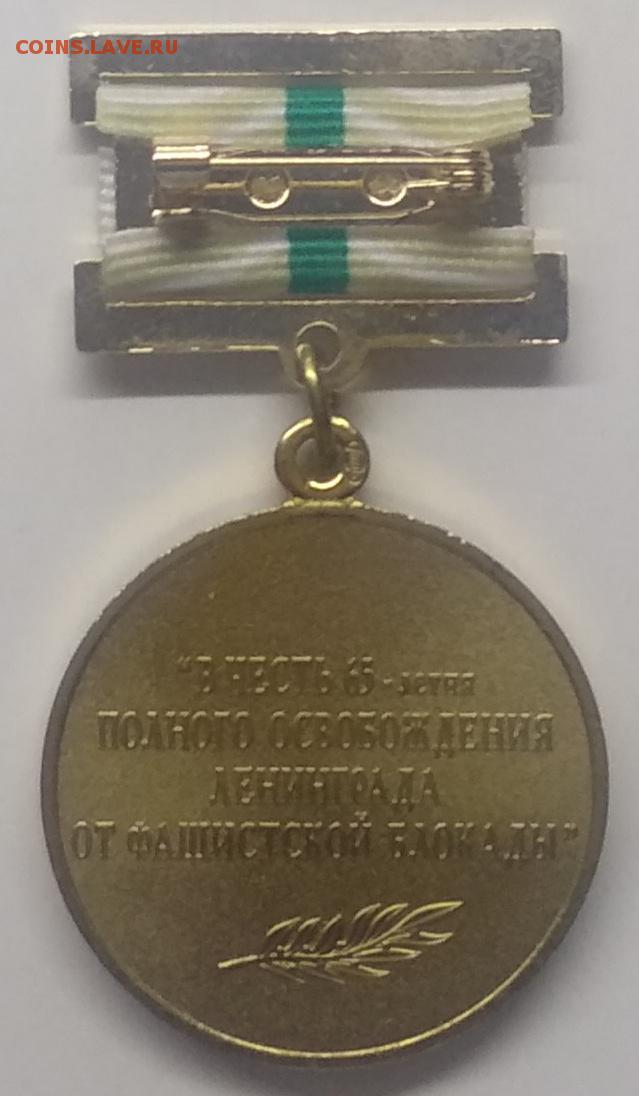 COINS.LAVE.RU
"В ЧЕСТЬ 65-летия
ПОЛНОГО ОСВОБОЖДЕНИЯ
ЛЕНИНГРАДА
ОТ ФАШИСТСКОЙ БЛОКАДЫ"